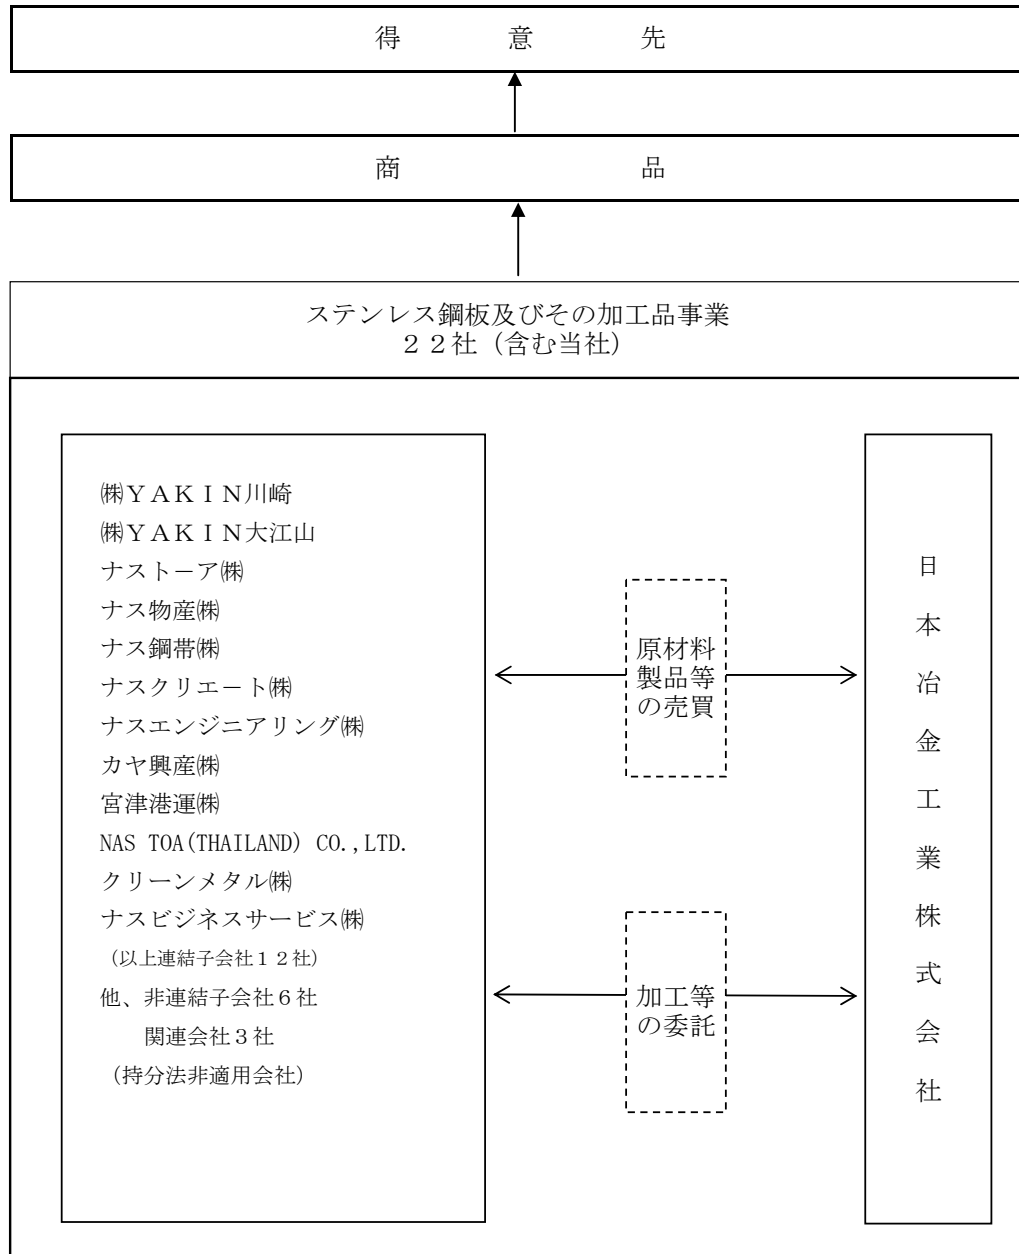 得意先
商品
ステンレス鋼板及びその加工品事業
２２社（含む当社）
㈱ＹＡＫＩＮ川崎
㈱ＹＡＫＩＮ大江山
ナストーア㈱
ナス物産㈱
ナス鋼帯㈱
ナスクリエート㈱
ナスエンジニアリング㈱
カヤ興産㈱
宮津港運㈱
NAS TOA(THAILAND) CO.,LTD.
クリーンメタル㈱
ナスビジネスサービス㈱
（以上連結子会社１２社）
他、非連結子会社６社
関連会社３社
（持分法非適用会社）
原材料
製品等
の売買
加工等
の委託
日本冶金工業株式会社